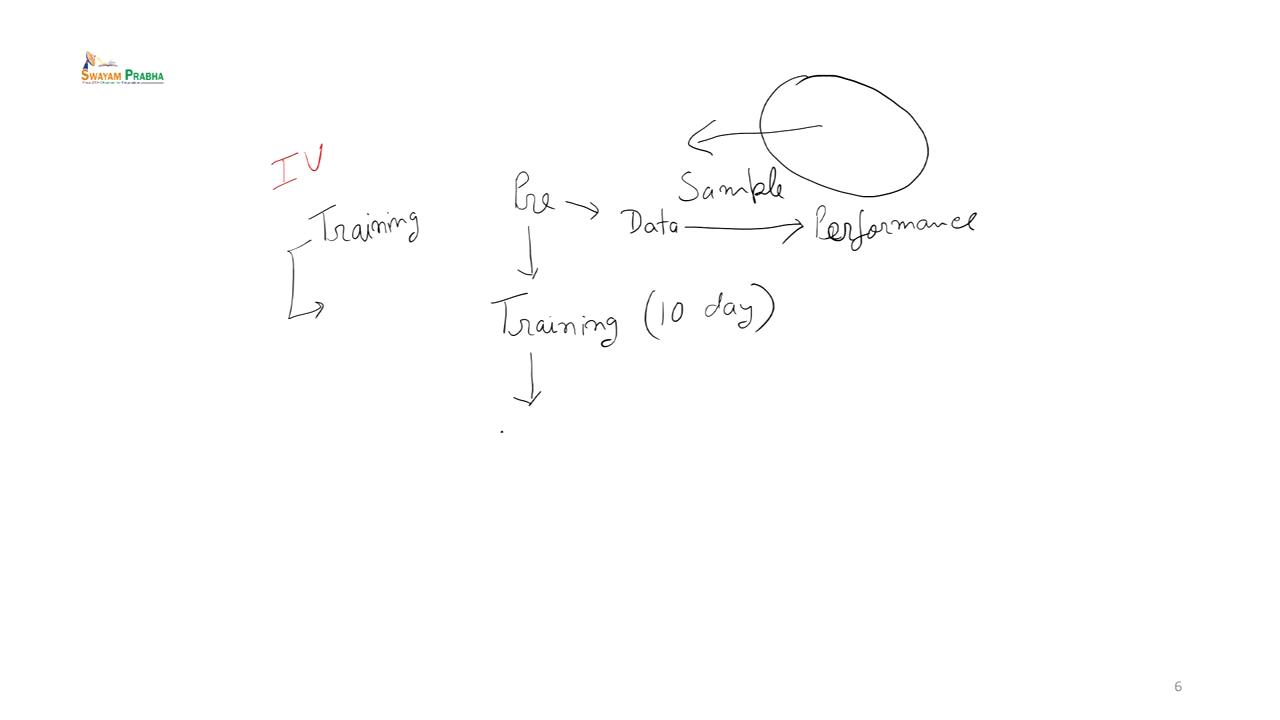 SWAYAM PRABHA
IV
Training
Pre
Sample
Data
Performance
Training (10 day)
6